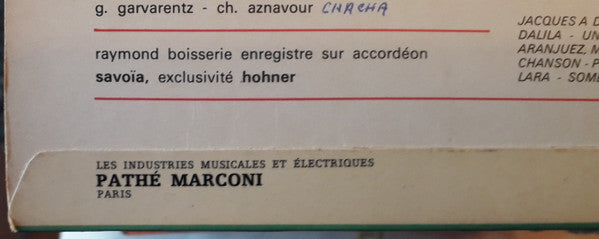 g. garvarentz - ch. aznavour CHACHA
raymond boisserie enregistre sur accordéon
savoïa, exclusivité hohner
JACQUES A D
DALILA - UN
ARANJUEZ, M
CHANSON - P
LARA - SOM
LES INDUSTRIES MUSICALES ET ÉLECTRIQUES
PATHÉ MARCONI
PARIS